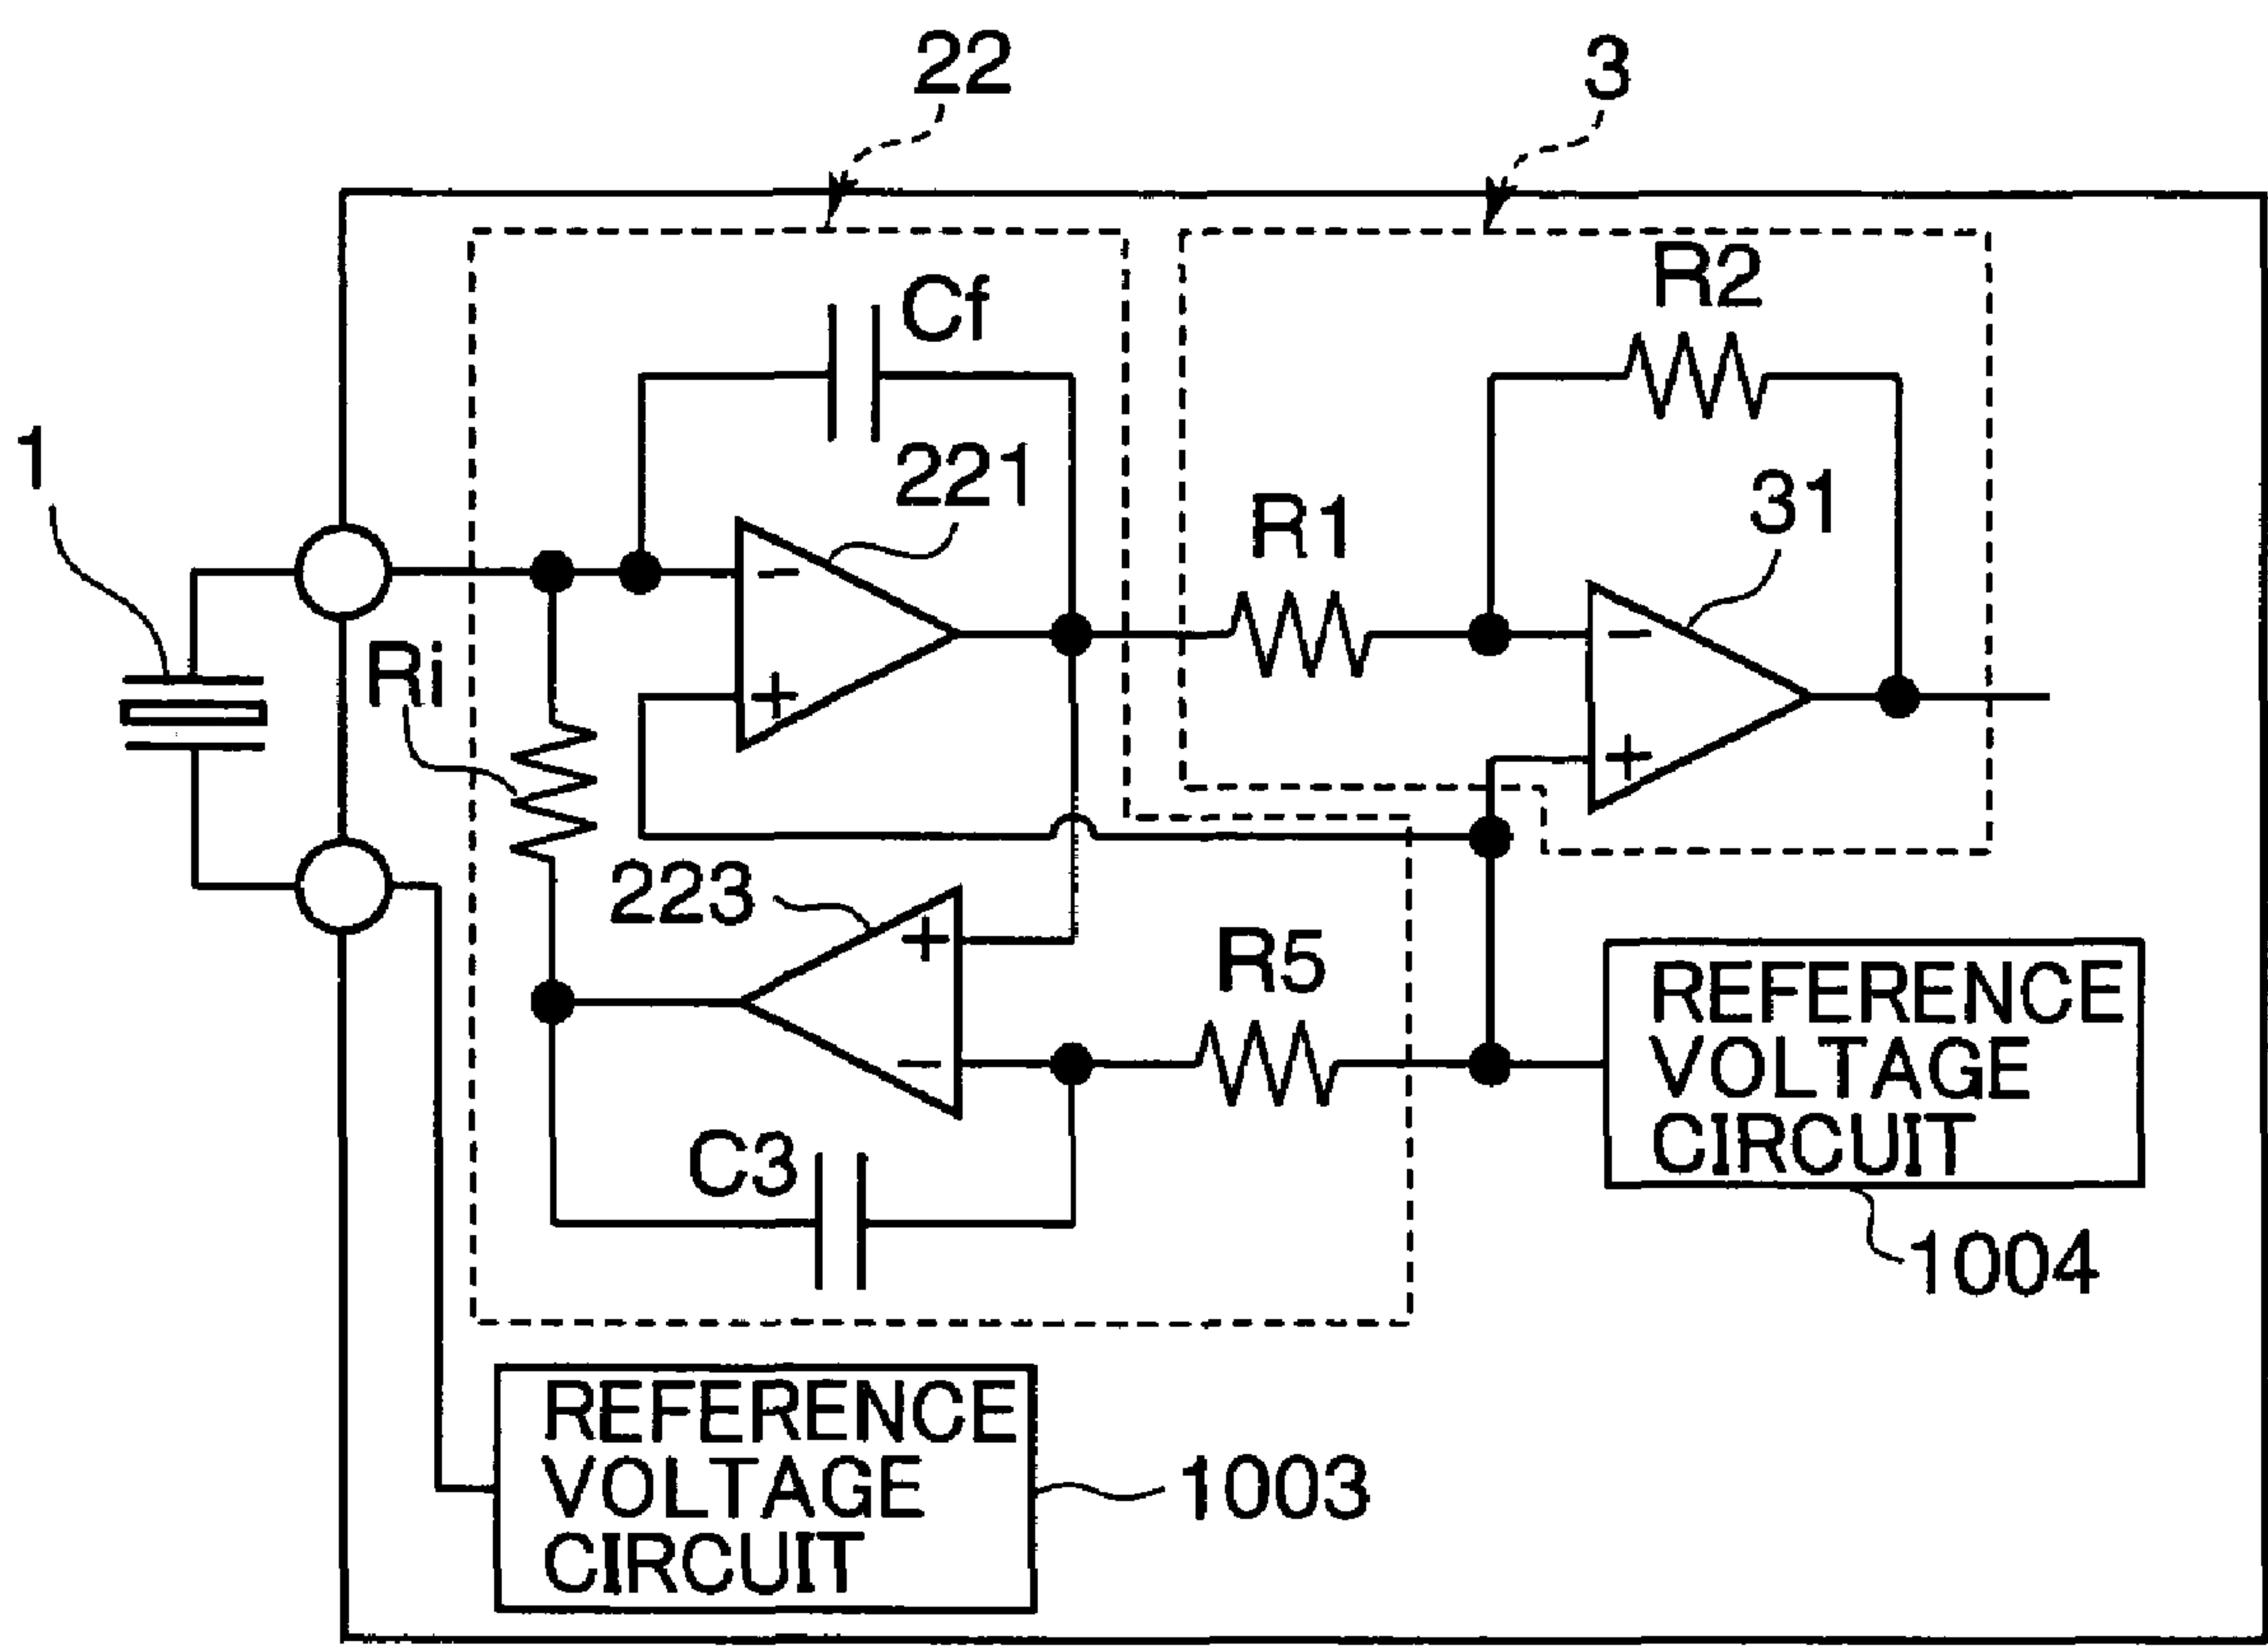 22
3
Cf
R2
1
221
R1
31
Ri
-
+
-
+
223
+
-
R5
REFERENCE
VOLTAGE
CIRCUIT
C3
1004
REFERENCE
VOLTAGE
CIRCUIT
1003